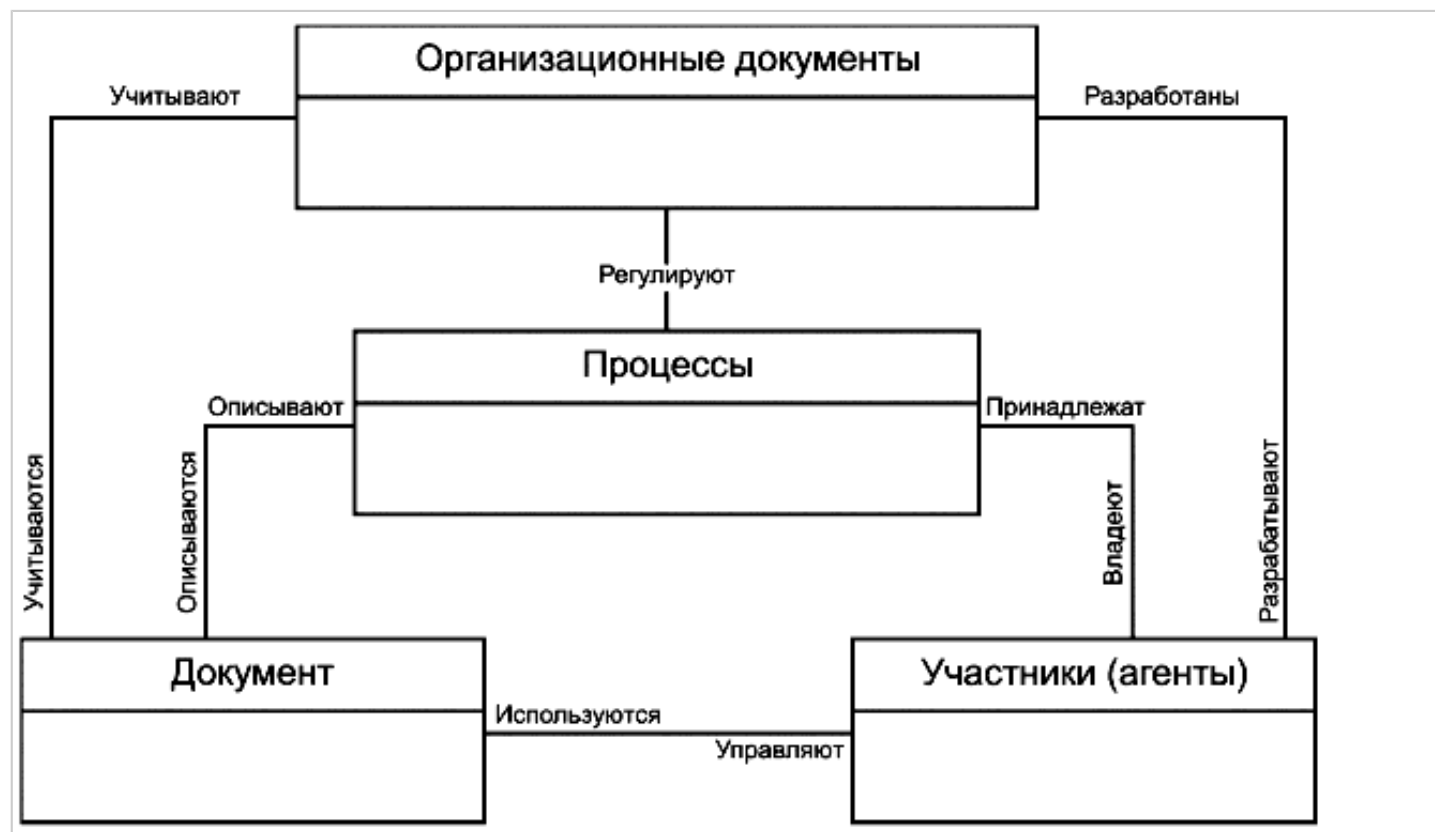 Организационные документы
Учитывают
Разработаны
Регулируют
Процессы
Описывают
Принадлежат
Учитываются
Описываются
Владеют
Разрабатывают
Документ
Участники (агенты)
Используются
Управляют